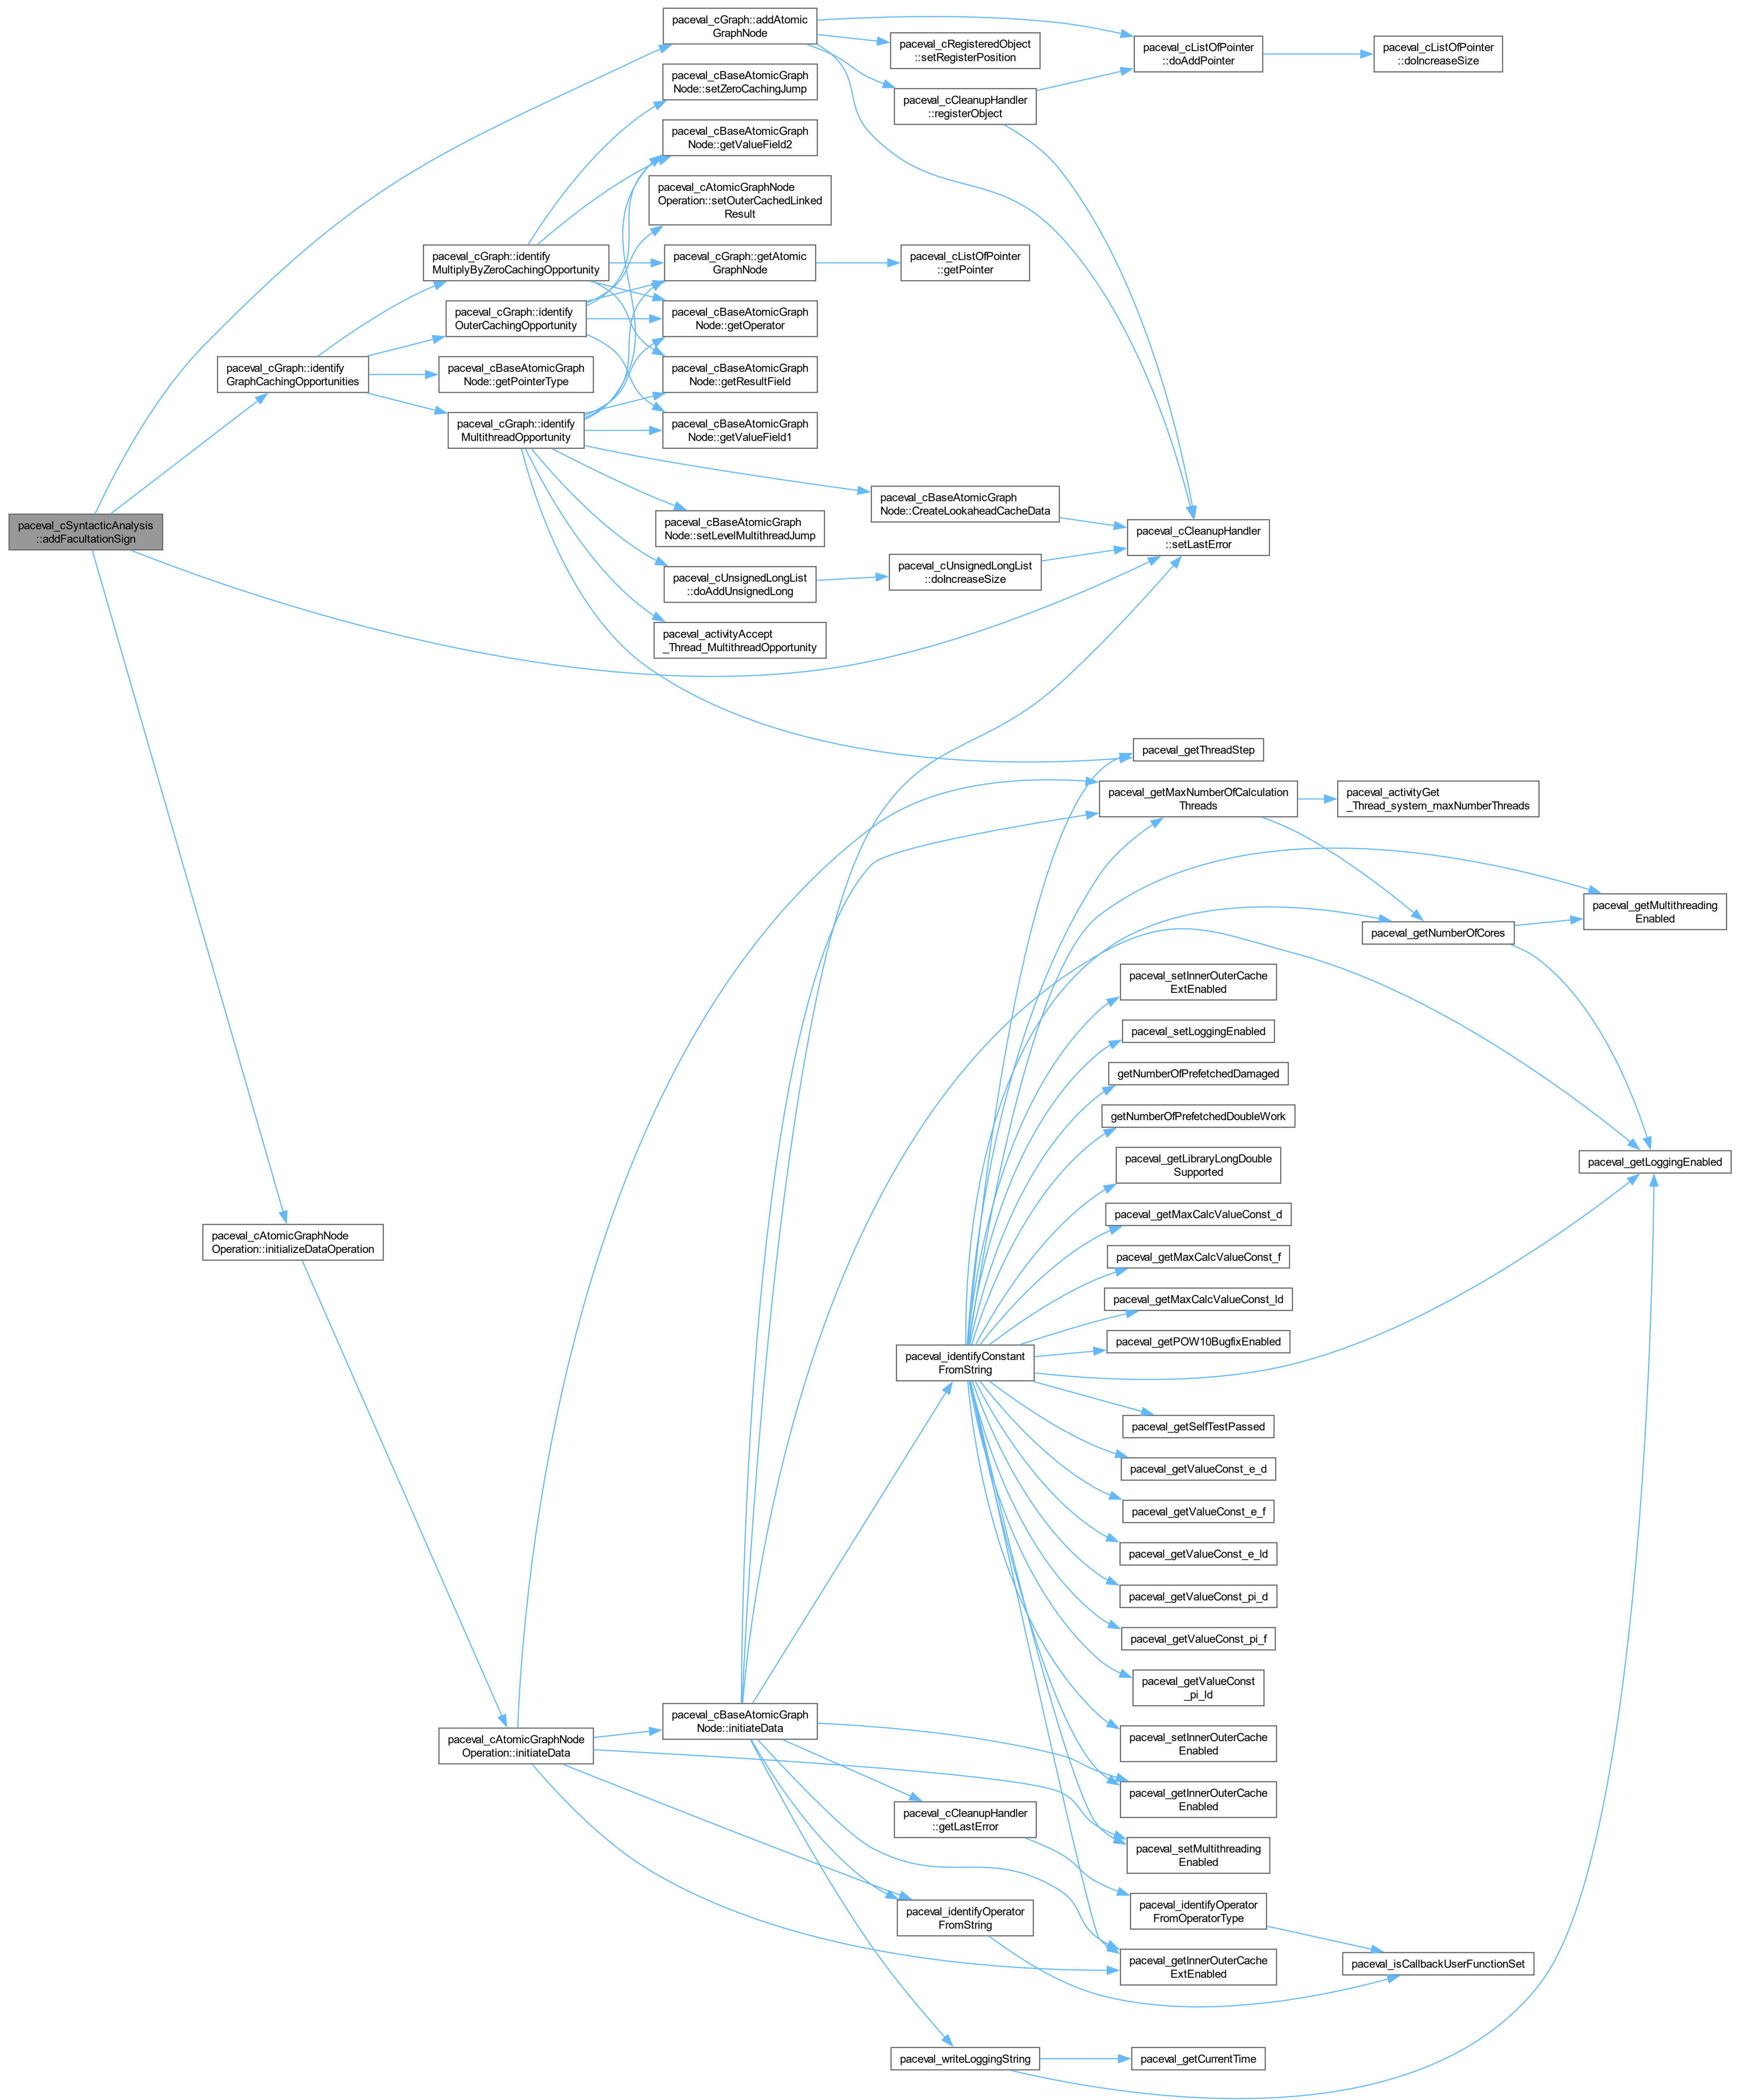 paceval_cGraph::addAtomic
GraphNode
paceval_cListOfPointer
::doAddPointer
paceval_cListOfPointer
::doIncreaseSize
paceval_cRegisteredObject
::setRegisterPosition
paceval_cBaseAtomicGraph
Node::setZeroCachingJump
paceval_cCleanupHandler
::registerObject
paceval_cBaseAtomicGraph
Node::getValueField2
paceval_cAtomicGraphNode
Operation::setOuterCachedLinked
Result
paceval_cGraph::identify
MultiplyByZeroCachingOpportunity
paceval_cGraph::getAtomic
GraphNode
paceval_cListOfPointer
::getPointer
paceval_cGraph::identify
OuterCachingOpportunity
paceval_cBaseAtomicGraph
Node::getOperator
paceval_cGraph::identify
GraphCachingOpportunities
paceval_cBaseAtomicGraph
Node::getPointerType
paceval_cBaseAtomicGraph
Node::getResultField
paceval_cGraph::identify
MultithreadOpportunity
paceval_cBaseAtomicGraph
Node::getValueField1
paceval_cBaseAtomicGraph
Node::CreateLookaheadCacheData
paceval_cSyntacticAnalysis
::addFacultationSign
paceval_cBaseAtomicGraph
Node::setLevelMultithreadJump
paceval_cCleanupHandler
::setLastError
paceval_cUnsignedLongList
::doAddUnsignedLong
paceval_cUnsignedLongList
::doIncreaseSize
paceval_activityAccept
_Thread_MultithreadOpportunity
paceval_getThreadStep
paceval_getMaxNumberOfCalculation
Threads
paceval_activityGet
_Thread_system_maxNumberThreads
paceval_getMultithreading
Enabled
paceval_getNumberOfCores
paceval_setInnerOuterCache
ExtEnabled
paceval_setLoggingEnabled
getNumberOfPrefetchedDamaged
getNumberOfPrefetchedDoubleWork
paceval_getLibraryLongDouble
Supported
paceval_getLoggingEnabled
paceval_getMaxCalcValueConst_d
paceval_cAtomicGraphNode
Operation::initializeDataOperation
paceval_getMaxCalcValueConst_f
paceval_getMaxCalcValueConst_ld
paceval_getPOW10BugfixEnabled
paceval_identifyConstant
FromString
paceval_getSelfTestPassed
paceval_getValueConst_e_d
paceval_getValueConst_e_f
paceval_getValueConst_e_ld
paceval_getValueConst_pi_d
paceval_getValueConst_pi_f
paceval_getValueConst
_pi_ld
paceval_cBaseAtomicGraph
Node::initiateData
paceval_cAtomicGraphNode
Operation::initiateData
paceval_setInnerOuterCache
Enabled
paceval_getInnerOuterCache
Enabled
paceval_cCleanupHandler
::getLastError
paceval_setMultithreading
Enabled
paceval_identifyOperator
FromString
paceval_identifyOperator
FromOperatorType
paceval_getInnerOuterCache
ExtEnabled
paceval_isCallbackUserFunctionSet
paceval_writeLoggingString
paceval_getCurrentTime